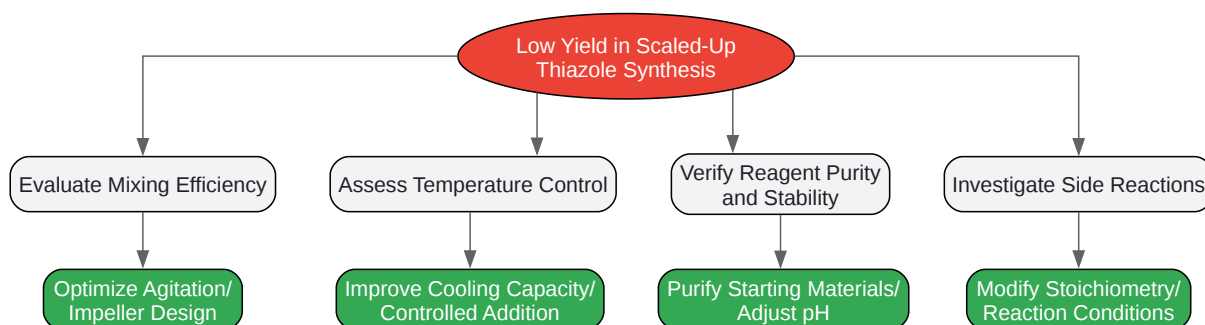 Low Yield in Scaled-Up
Thiazole Synthesis
Evaluate Mixing Efficiency
Assess Temperature Control
Verify Reagent Purity
and Stability
Investigate Side Reactions
Optimize Agitation/
Impeller Design
Improve Cooling Capacity/
Controlled Addition
Purify Starting Materials/
Adjust pH
Modify Stoichiometry/
Reaction Conditions